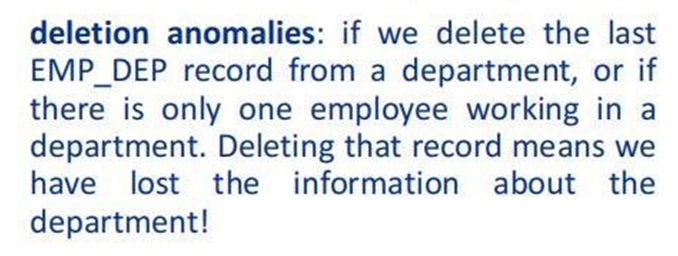 deletion anomalies: if we delete the last
EMP_DEP record from a department, or if
there is only one employee working in a
department. Deleting that record means we
have lost the information about the
department!